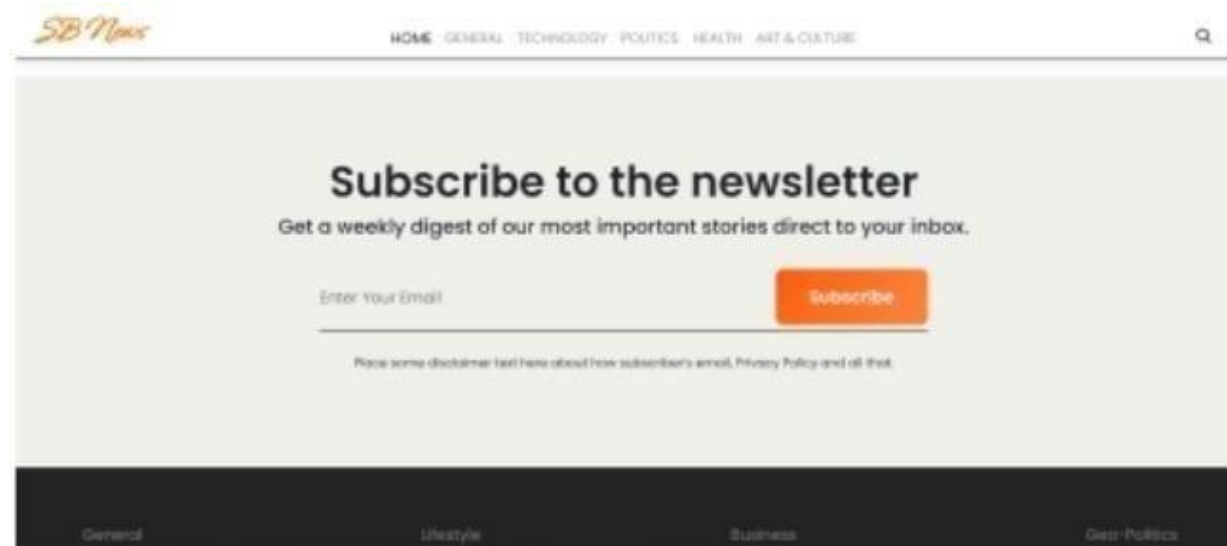 SB News
HOME GENERAL TECHNOLOGY POLITICS HEALTH ART & CULTURE
Subscribe to the newsletter
Get a weekly digest of our most important stories direct to your inbox.
Enter Your Email
Subscribe
Place some disclaimer text here about how subscriber's email, Privacy Policy and all that.
General Lifestyle Business Geo-Politics